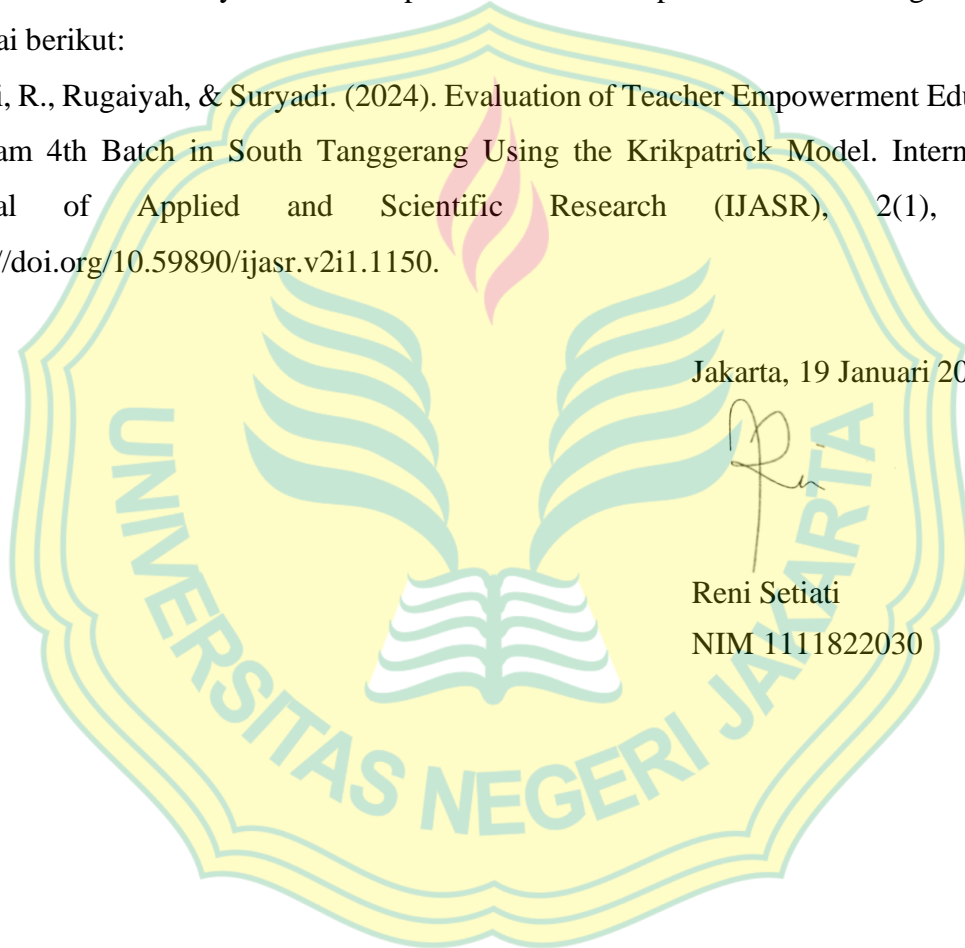 ai berikut:
i, R., Rugaiyah, & Suryadi. (2024). Evaluation of Teacher Empowerment Edu
am 4th Batch in South Tanggerang Using the Krikpatrick Model. Intern
al of Applied and Scientific Research (IJASR), 2(1),
//doi.org/10.59890/ijasr.v2i1.1150.
Jakarta, 19 Januari 20
Reni Setiati
NIM 1111822030
UNIVERSITAS NEGERI JAKARTA